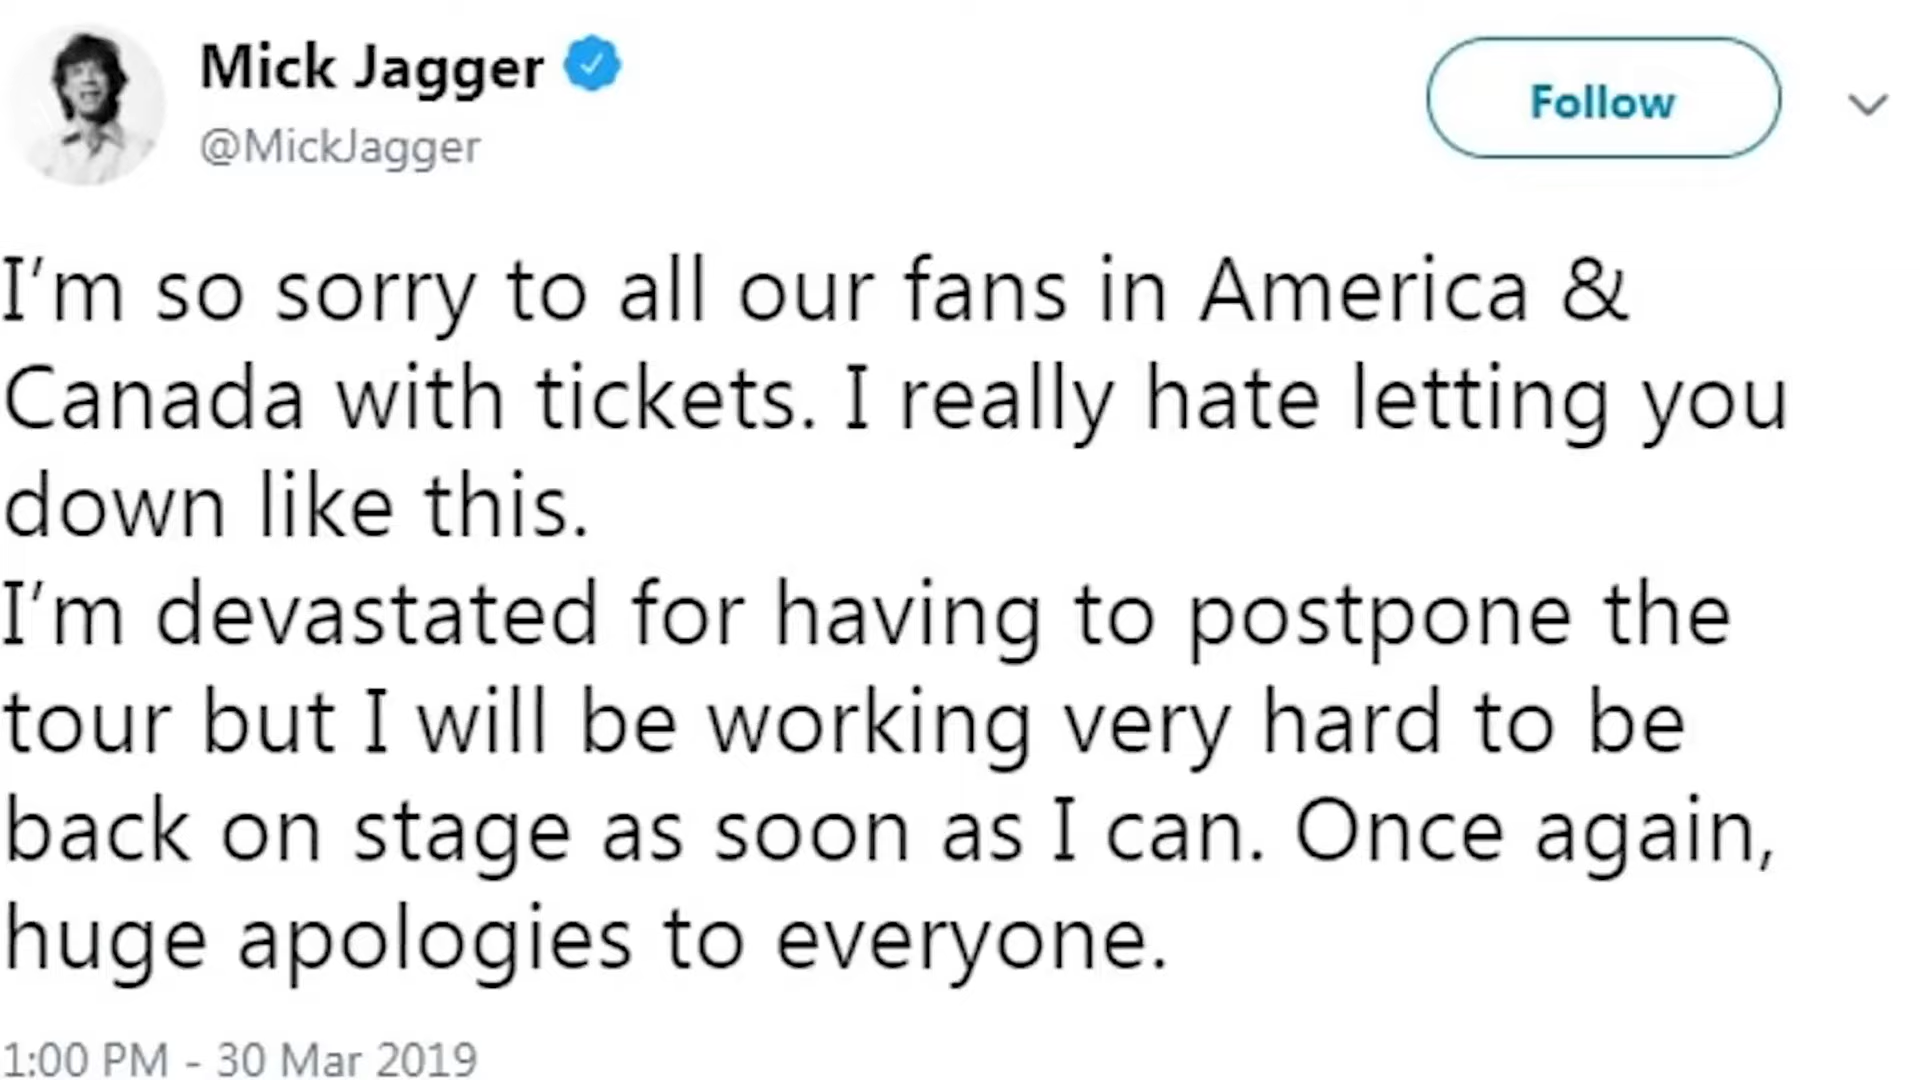 Mick Jagger
@MickJagger
Follow
I’m so sorry to all our fans in America &
Canada with tickets. I really hate letting you
down like this.
I’m devastated for having to postpone the
tour but I will be working very hard to be
back on stage as soon as I can. Once again,
huge apologies to everyone.
1:00 PM - 30 Mar 2019